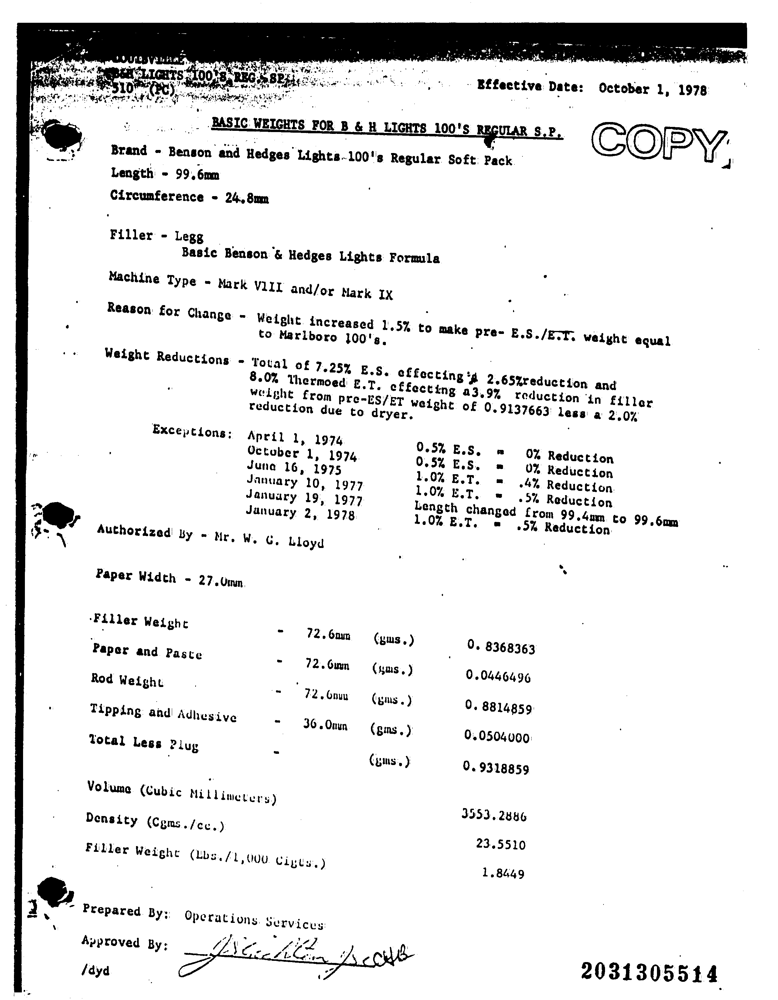 LOUISVILLE
B&H LIGHTS 100'S REG. SP.
510 (PC)
Effective Date: October 1, 1978
COPY
BASIC WEIGHTS FOR B & H LIGHTS 100'S REGULAR S.P.
Brand - Benson and Hedges Lights 100's Regular Soft Pack
Length - 99.6mm
Circumference - 24.8mm
Filler - Legg
Basic Benson & Hedges Lights Formula
Machine Type - Mark VIII and/or Mark IX
Reason for Change - Weight increased 1.5% to make pre- E.S./E.T. weight equal
to Marlboro 100's.
Weight Reductions - Total of 7.25% E.S. effecting a 2.65%reduction and
8.0% Thermoed E.T. effecting a3.9% reduction in filler
weight from pre-ES/ET weight of 0.9137663 less a 2.0%
reduction due to dryer.
Exceptions: April 1, 1974 0.5% E.S. = 0% Reduction
October 1, 1974 0.5% E.S. = 0% Reduction
June 16, 1975 1.0% E.T. = .4% Reduction
January 10, 1977 1.0% E.T. = .5% Reduction
January 19, 1977 Length changed from 99.4mm to 99.6mm
January 2, 1978 1.0% E.T. = .5% Reduction
Authorized By - Mr. W. G. Lloyd
Paper Width - 27.0mm
Filler Weight - 72.6mm (gms.) 0.8368363
Paper and Paste - 72.6mm (gms.) 0.0446496
Rod Weight - 72.6mm (gms.) 0.8814859
Tipping and Adhesive - 36.0mm (gms.) 0.0504000
Total Less Plug - (gms.) 0.9318859
Volume (Cubic Millimeters) 3553.2886
Density (Cgms./cc.) 23.5510
Filler Weight (Lbs./1,000 Cigts.) 1.8449
Prepared By: Operations Services
Approved By:
/dyd
2031305514